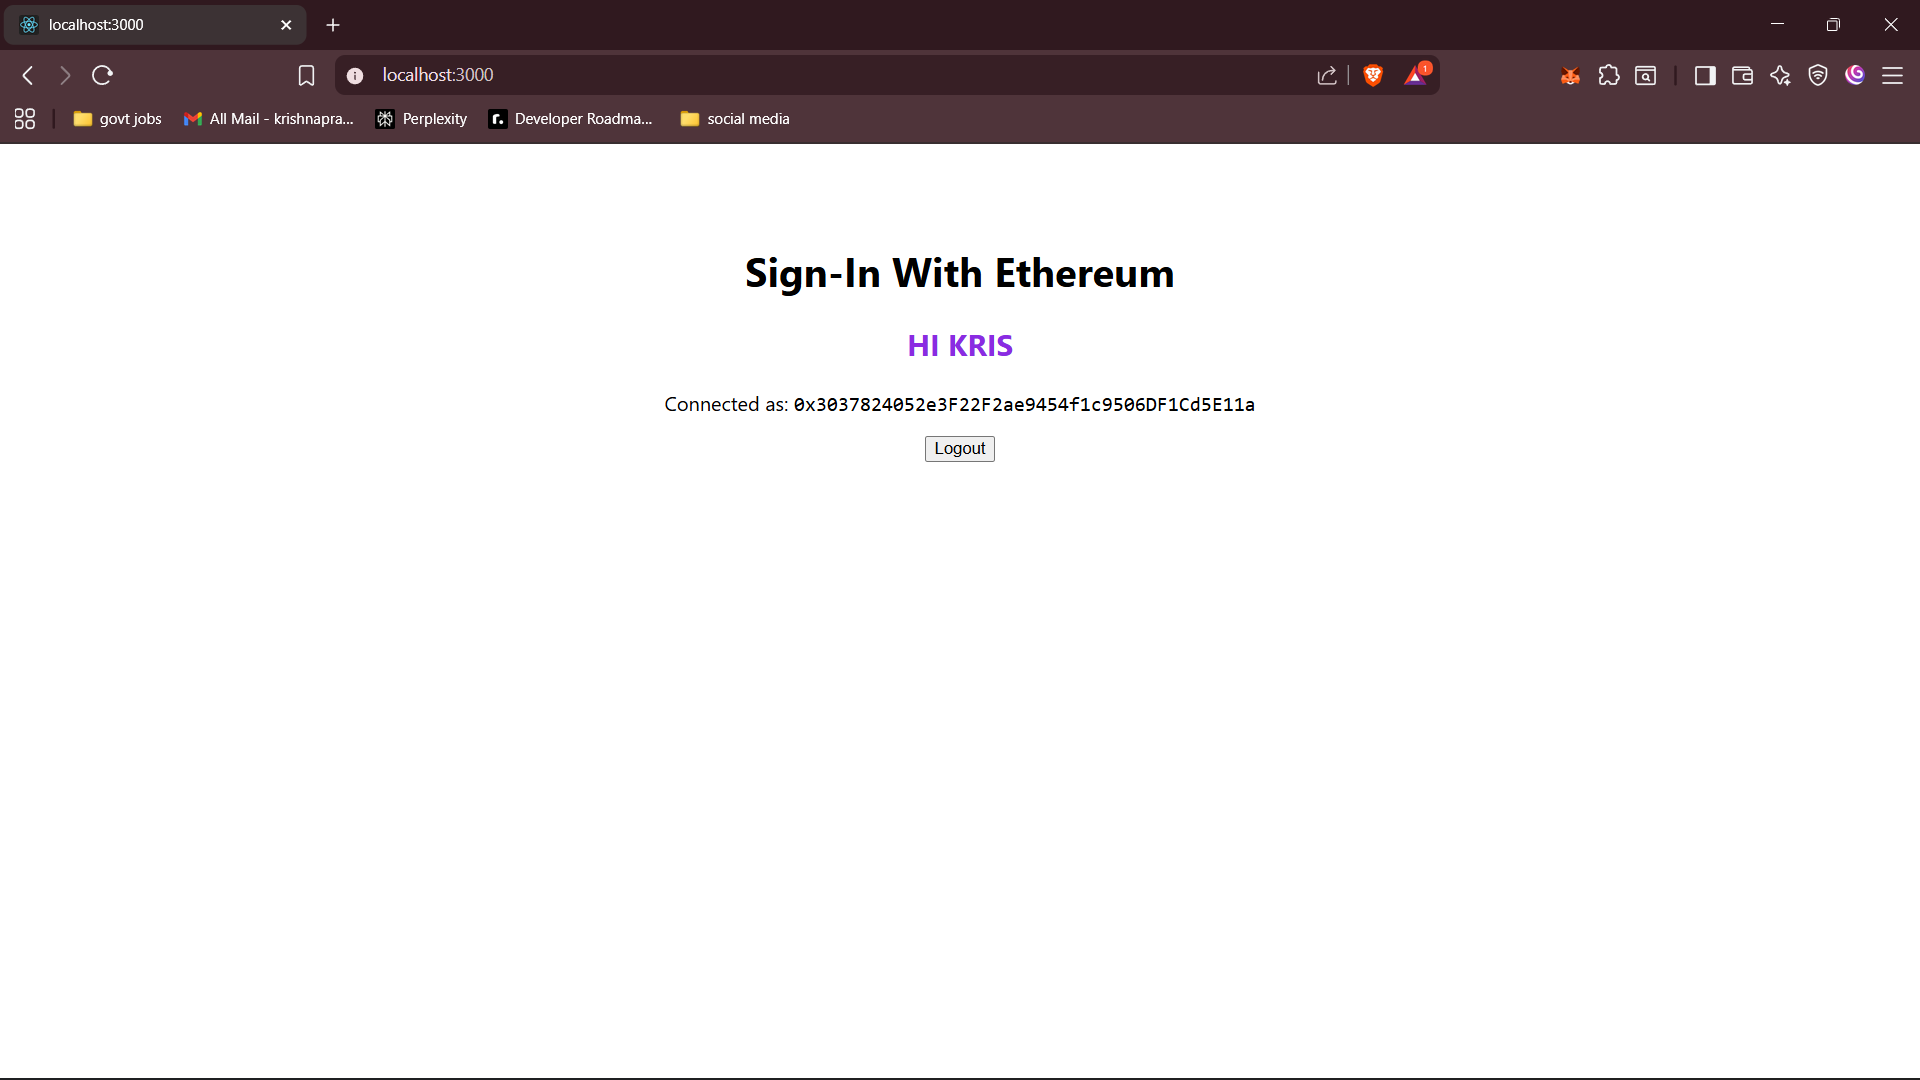 localhost:3000
localhost:3000
1
govt jobs
All Mail - krishnapra...
Perplexity
Developer Roadma...
social media
Sign-In With Ethereum
HI KRIS
Connected as: 0x3037824052e3F22F2ae9454f1c9506DF1Cd5E11a
Logout